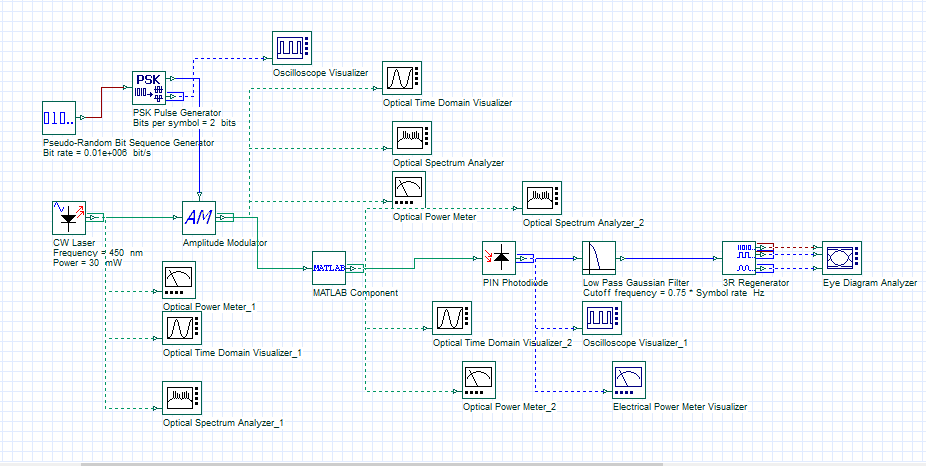 Oscilloscope Visualizer
PSK
010→
PSK Pulse Generator
Bits per symbol = 2  bits
Optical Time Domain Visualizer
010..
Pseudo-Random Bit Sequence Generator
Bit rate = 0.01e+006  bit/s
Optical Spectrum Analyzer
Optical Power Meter
Optical Spectrum Analyzer_2
AM
CW Laser
Frequency = 450  nm
Power = 30  mW
Amplitude Modulator
MATLAB
MATLAB Component
PIN Photodiode
Low Pass Gaussian Filter
Cutoff frequency = 0.75 * Symbol rate  Hz
3R Regenerator
Eye Diagram Analyzer
Optical Power Meter_1
Optical Time Domain Visualizer_1
Optical Time Domain Visualizer_2
Oscilloscope Visualizer_1
Optical Spectrum Analyzer_1
Optical Power Meter_2
Electrical Power Meter Visualizer